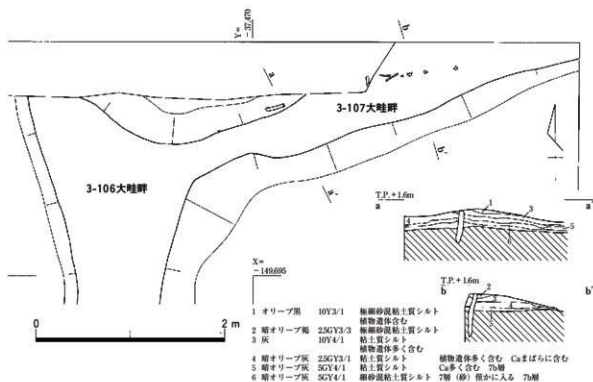 Y=
-37,470
b
a
3-107大畦畔
3-106大畦畔
b'
a'
T.P.+1.6m
a
a'
1
3
4
5
6
X=
-149,695
T.P.+1.6m
b
b'
2
3
5
0
2 m
1 オリーブ黒 10Y3/1 極細砂混粘土質シルト
植物遺体含む
2 暗オリーブ褐 2.5GY3/3 極細砂混粘土質シルト
3 灰 10Y4/1 粘土質シルト
植物遺体多く含む
4 暗オリーブ灰 2.5GY3/1 粘土質シルト 植物遺体多く含む Caまばらに含む
5 暗オリーブ灰 5GY4/1 粘土質シルト Ca多く含む 7b層
6 暗オリーブ灰 5GY4/1 細砂混粘土質シルト 7層(砂)僅かに入る 7b層